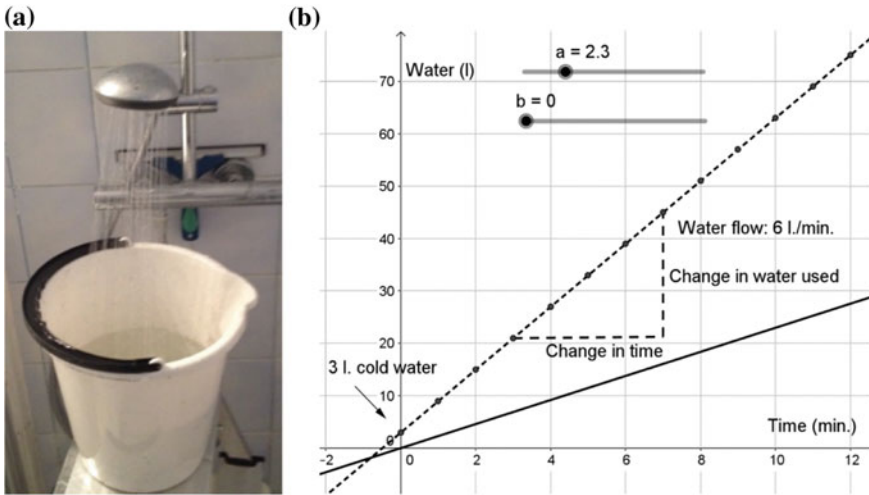 (a)
(b)
Water (l)
a = 2.3
b = 0
70
60
50
40
30
20
10
0
Water flow: 6 l./min.
Change in water used
Change in time
3 l. cold water
Time (min.)
-2
0
2
4
6
8
10
12